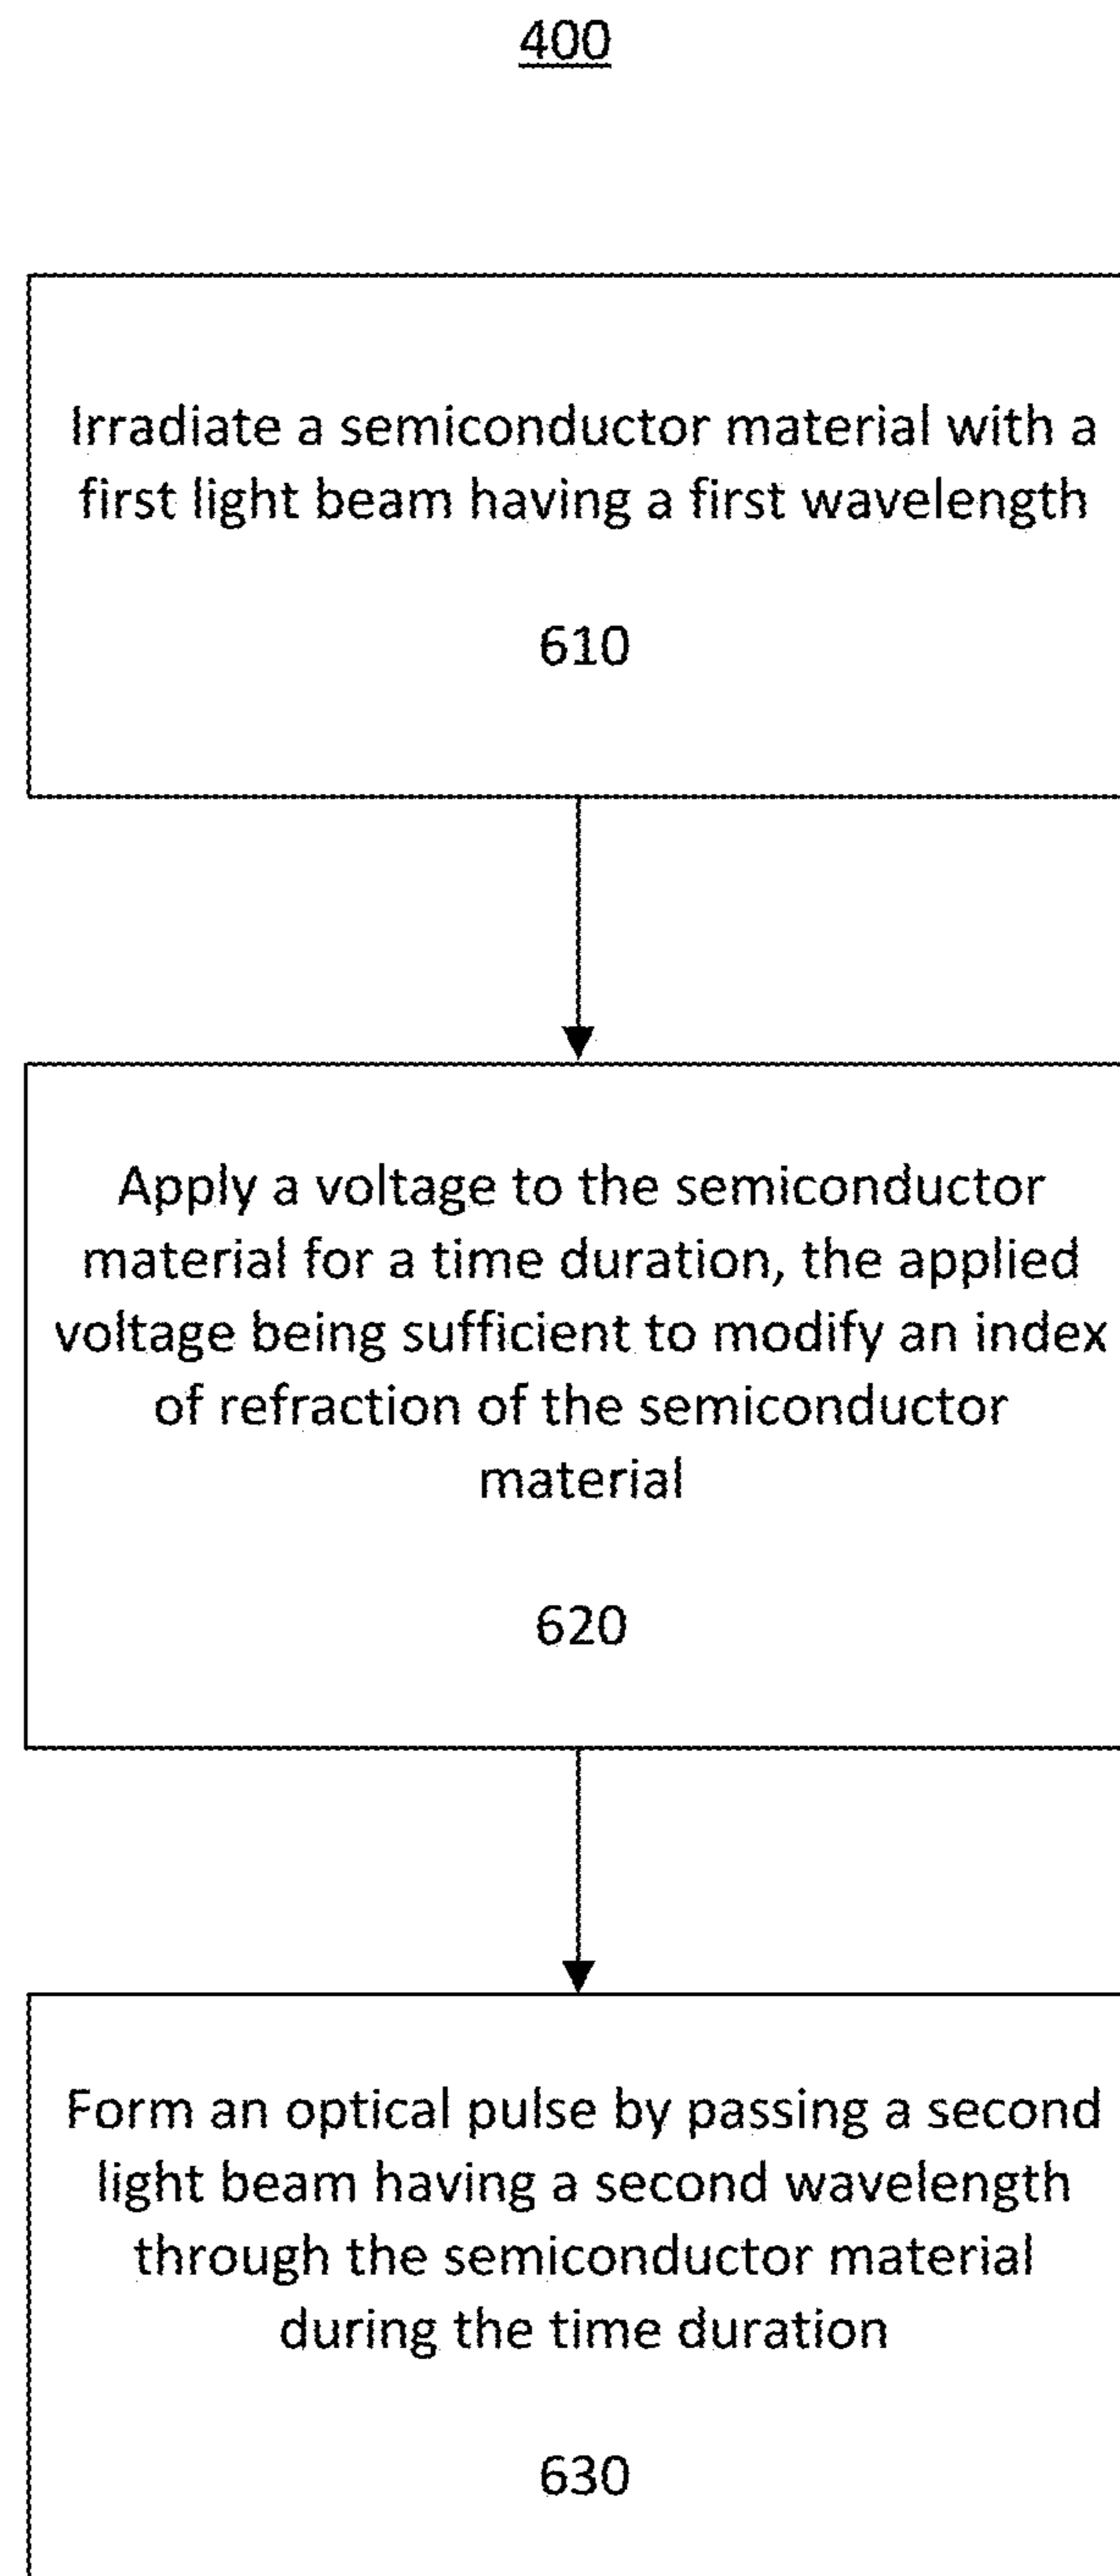 400
Irradiate a semiconductor material with a
first light beam having a first wavelength
610
Apply a voltage to the semiconductor
material for a time duration, the applied
voltage being sufficient to modify an index
of refraction of the semiconductor
material
620
Form an optical pulse by passing a second
light beam having a second wavelength
through the semiconductor material
during the time duration
630